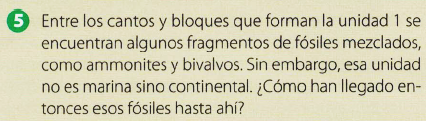 5 Entre los cantos y bloques que forman la unidad 1 se
encuentran algunos fragmentos de fósiles mezclados,
como ammonites y bivalvos. Sin embargo, esa unidad
no es marina sino continental. ¿Cómo han llegado en-
tonces esos fósiles hasta ahí?